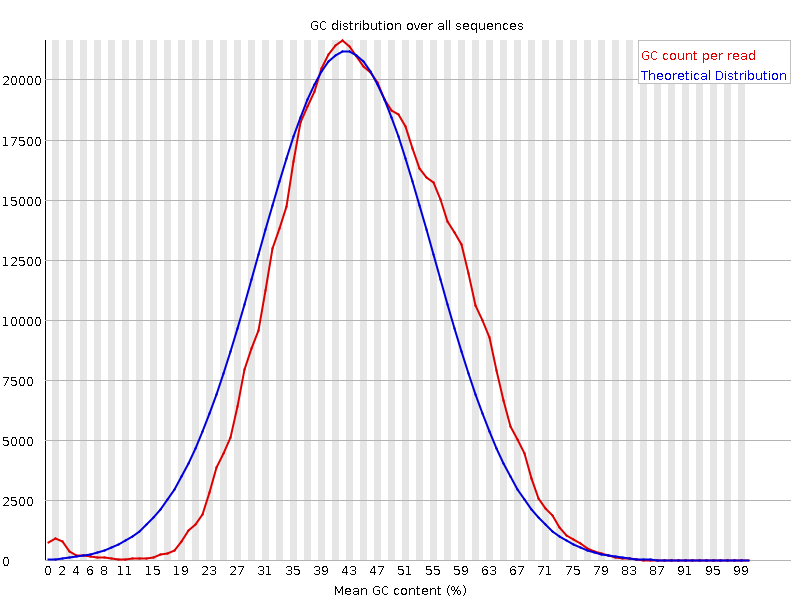 GC distribution over all sequences
GC count per read
Theoretical Distribution
20000
17500
15000
12500
10000
7500
5000
2500
0
0 2 4 6 8 11 15 19 23 27 31 35 39 43 47 51 55 59 63 67 71 75 79 83 87 91 95 99
Mean GC content (%)